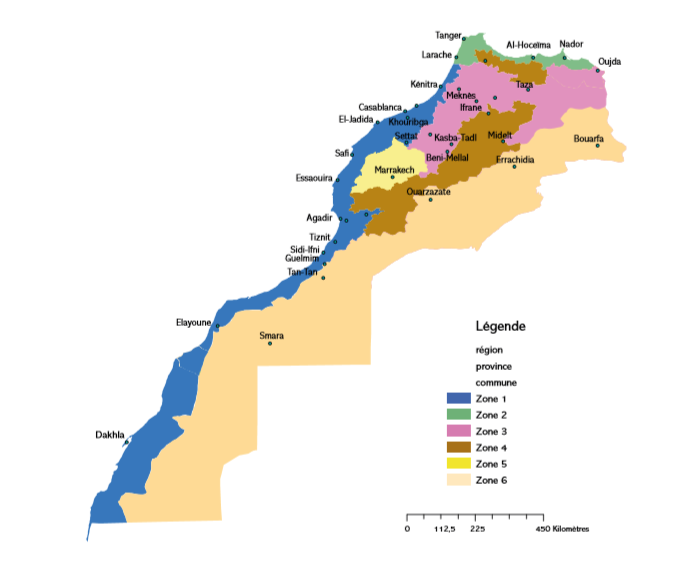 Tanger
Al-Hoceïma
Nador
Larache
Oujda
Kénitra
Taza
Meknès
Casablanca
Ifrane
El-Jadida
Khouribga
Settat
Kasba-Tadl
Midelt
Bouarfa
Safi
Beni-Mellal
Errachidia
Marrakech
Essaouira
Ouarzazate
Agadir
Tiznit
Sidi-Ifni
Guelmim
Tan-Tan
Elayoune
Smara
Dakhla
Légende
région
province
commune
Zone 1
Zone 2
Zone 3
Zone 4
Zone 5
Zone 6
0 112,5 225 450 Kilomètres